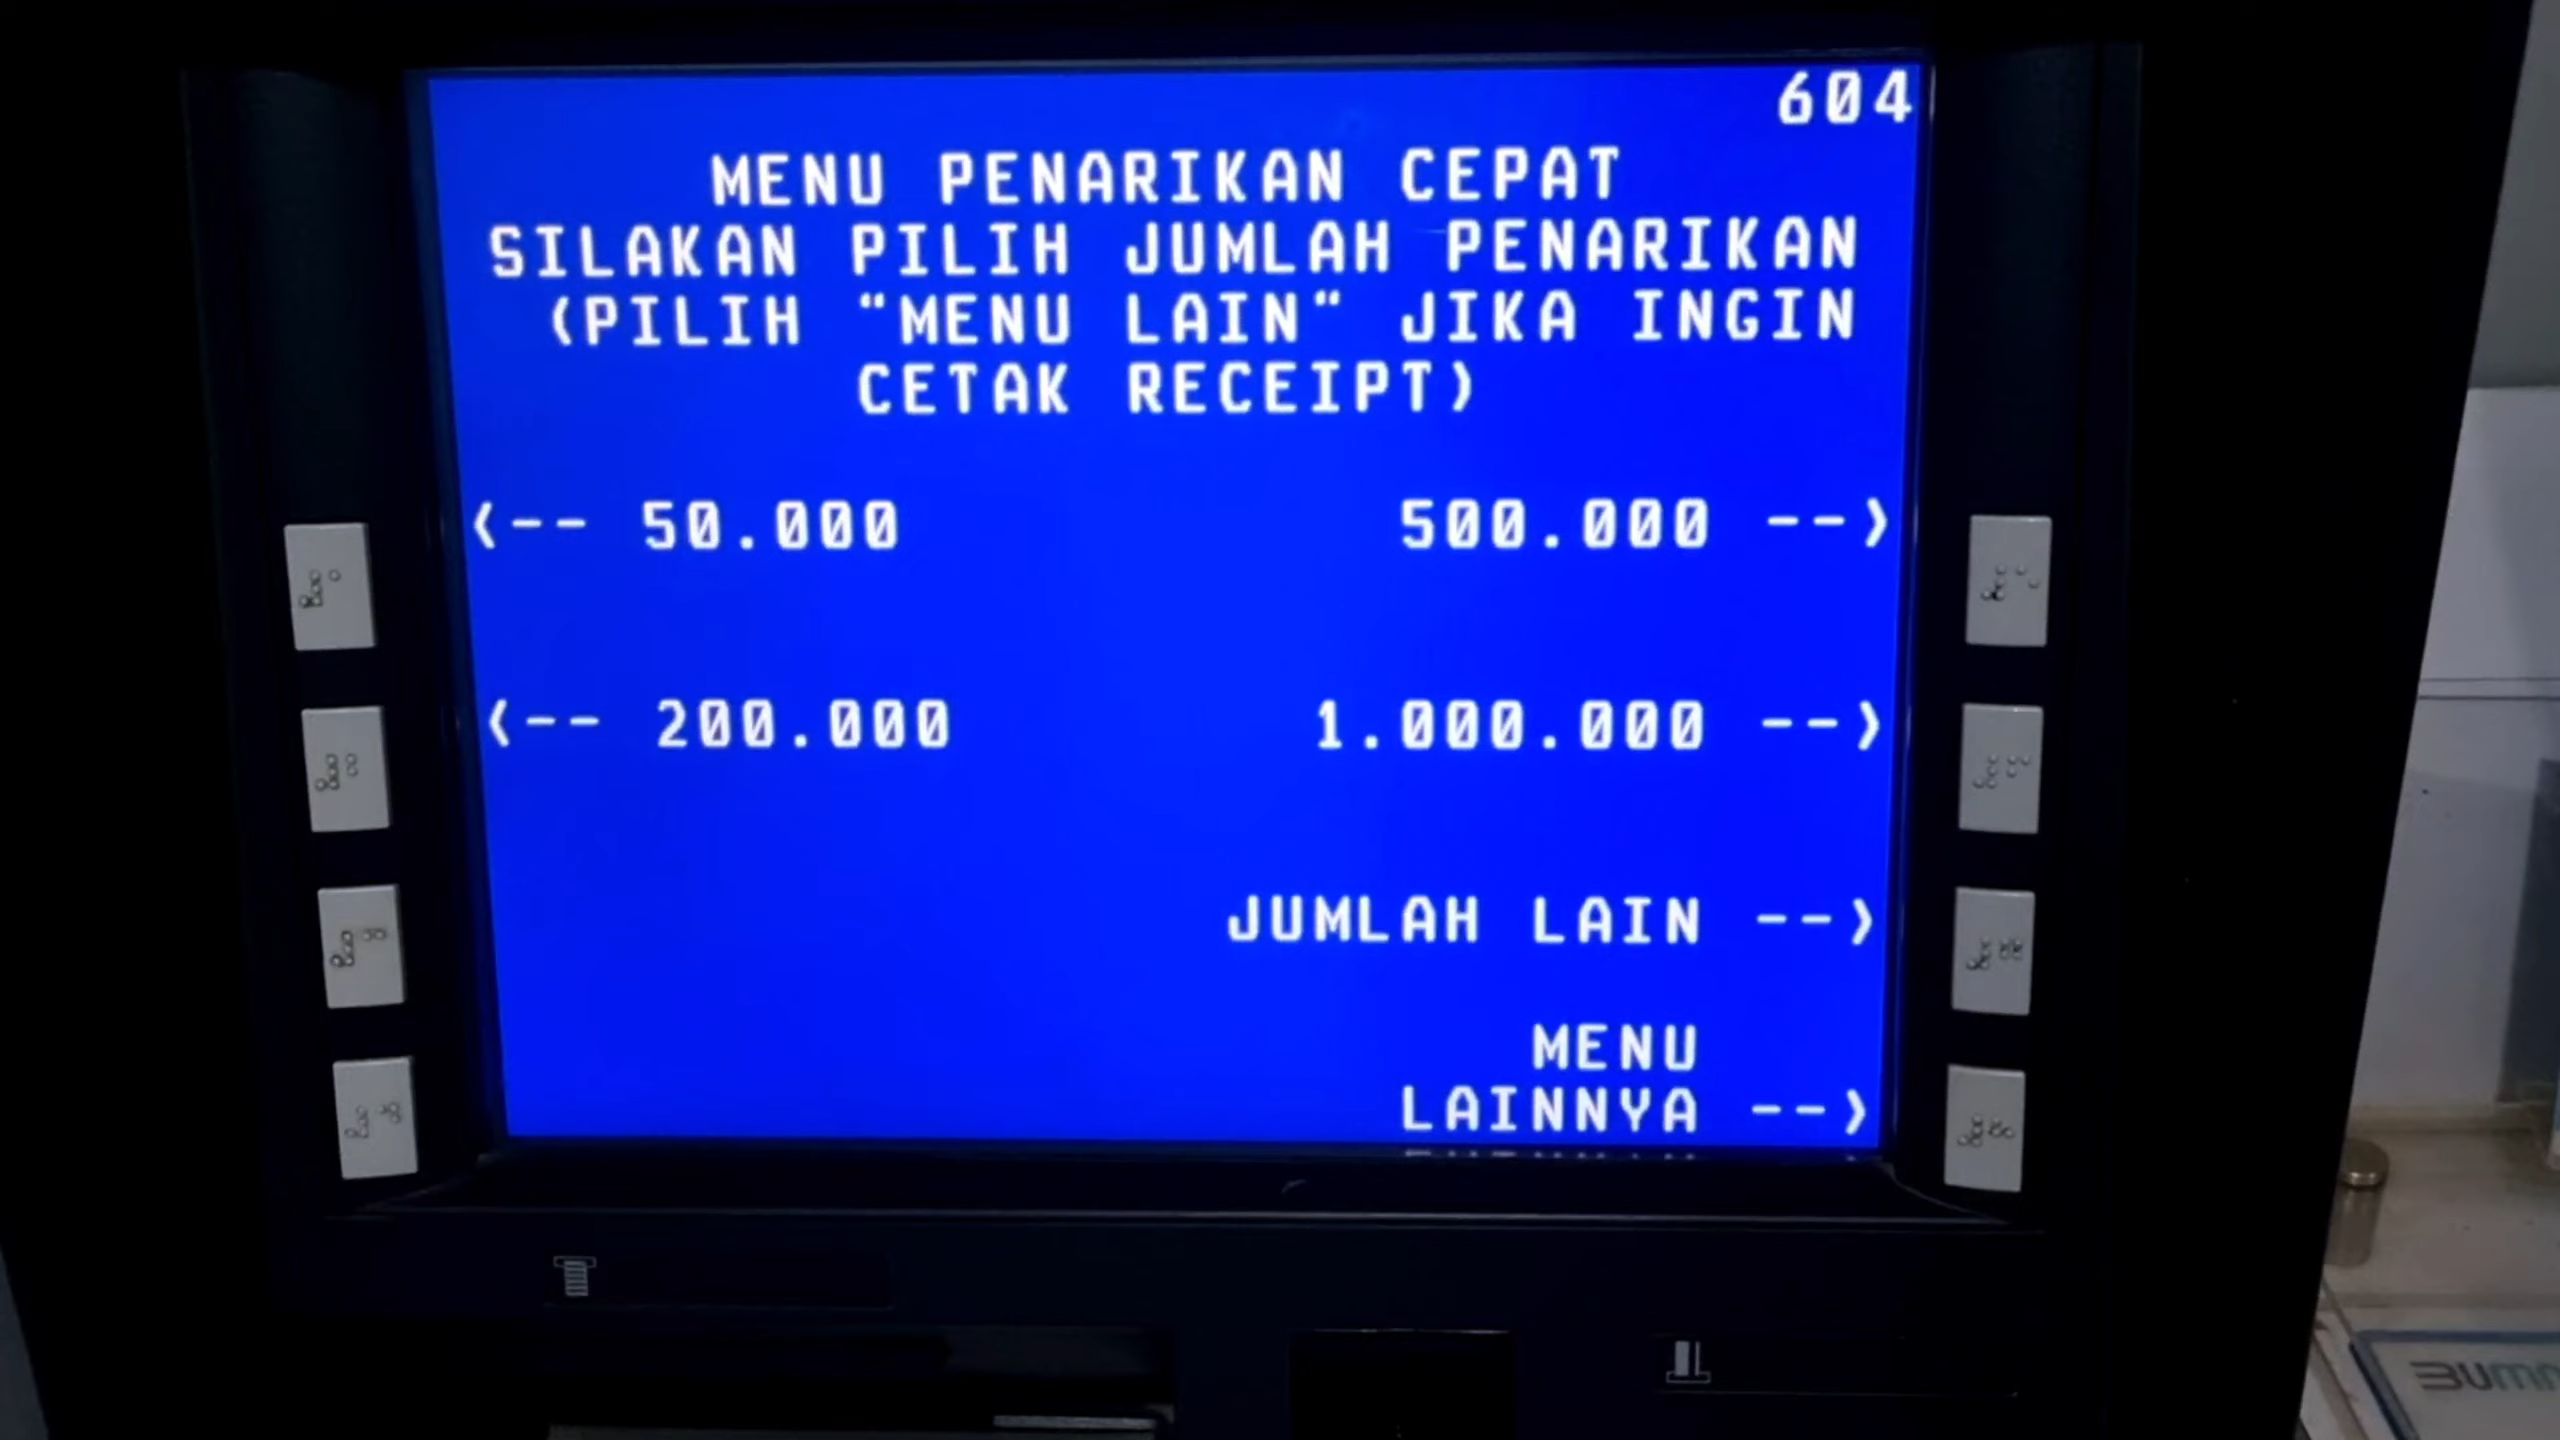 604
MENU PENARIKAN CEPAT
SILAKAN PILIH JUMLAH PENARIKAN
(PILIH "MENU LAIN" JIKA INGIN
CETAK RECEIPT)
<-- 50.000
500.000 -->
<-- 200.000
1.000.000 -->
JUMLAH LAIN -->
MENU
LAINNYA -->